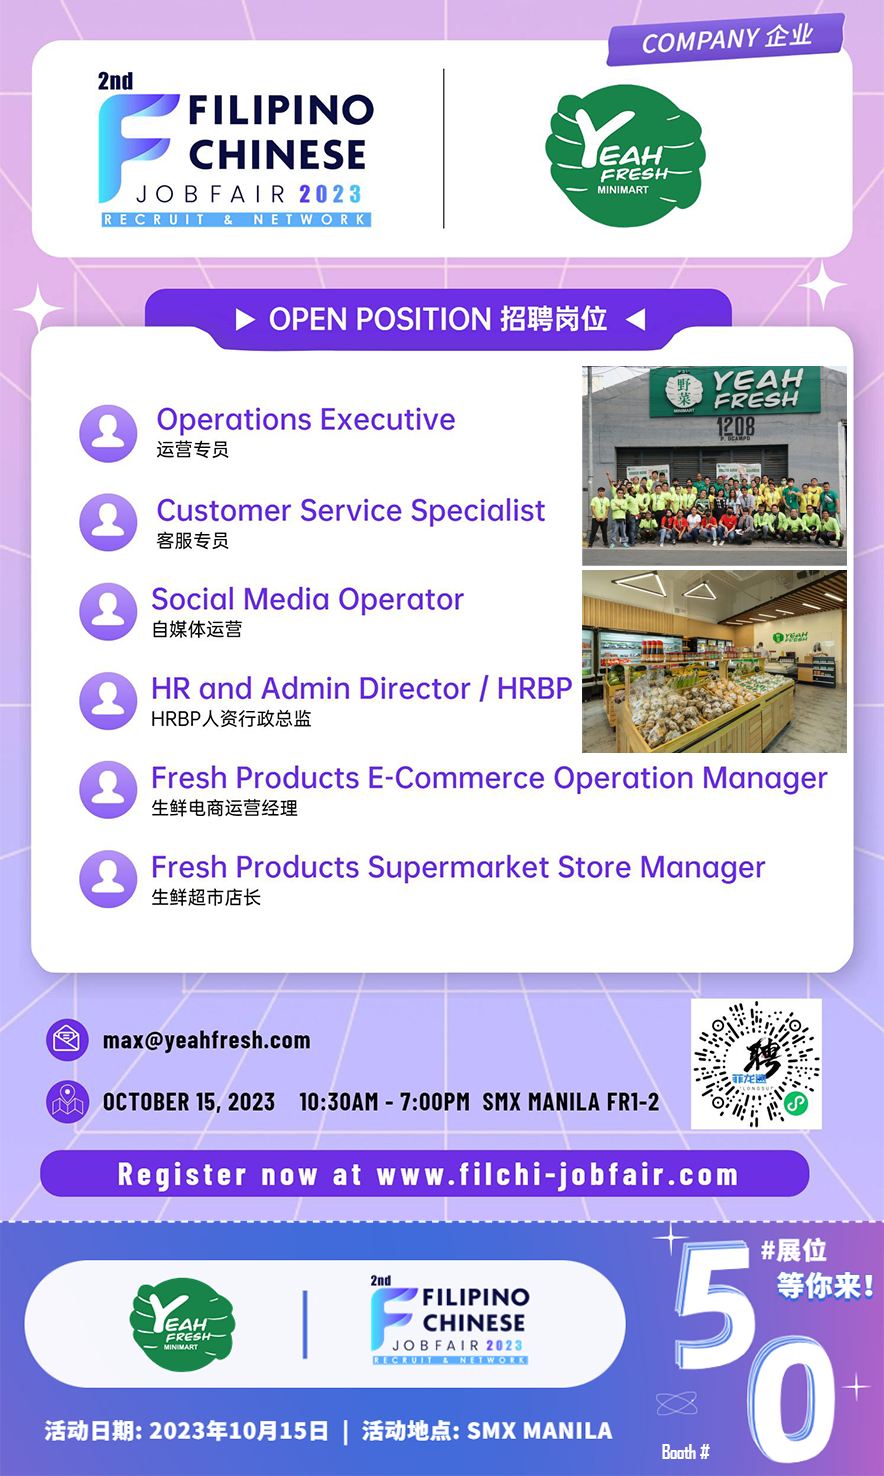 COMPANY 企业
2nd
FILIPINO
CHINESE
JOBFAIR 2023
RECRUIT & NETWORK
YEAH
FRESH
MINIMART
OPEN POSITION 招聘岗位
Operations Executive
运营专员
Customer Service Specialist
客服专员
Social Media Operator
自媒体运营
HR and Admin Director / HRBP
HRBP人资行政总监
Fresh Products E-Commerce Operation Manager
生鲜电商运营经理
Fresh Products Supermarket Store Manager
生鲜超市店长
野菜
MINIMART
YEAH
FRESH
1208
P. OCAMPO
YEAH
FRESH
max@yeahfresh.com
OCTOBER 15, 2023 10:30AM - 7:00PM SMX MANILA FR1-2
聘
菲龙速
Register now at www.filchi-jobfair.com
YEAH
FRESH
MINIMART
2nd
FILIPINO
CHINESE
JOBFAIR 2023
RECRUIT & NETWORK
#展位
等你来!
50
Booth #
活动日期: 2023年10月15日 | 活动地点: SMX MANILA